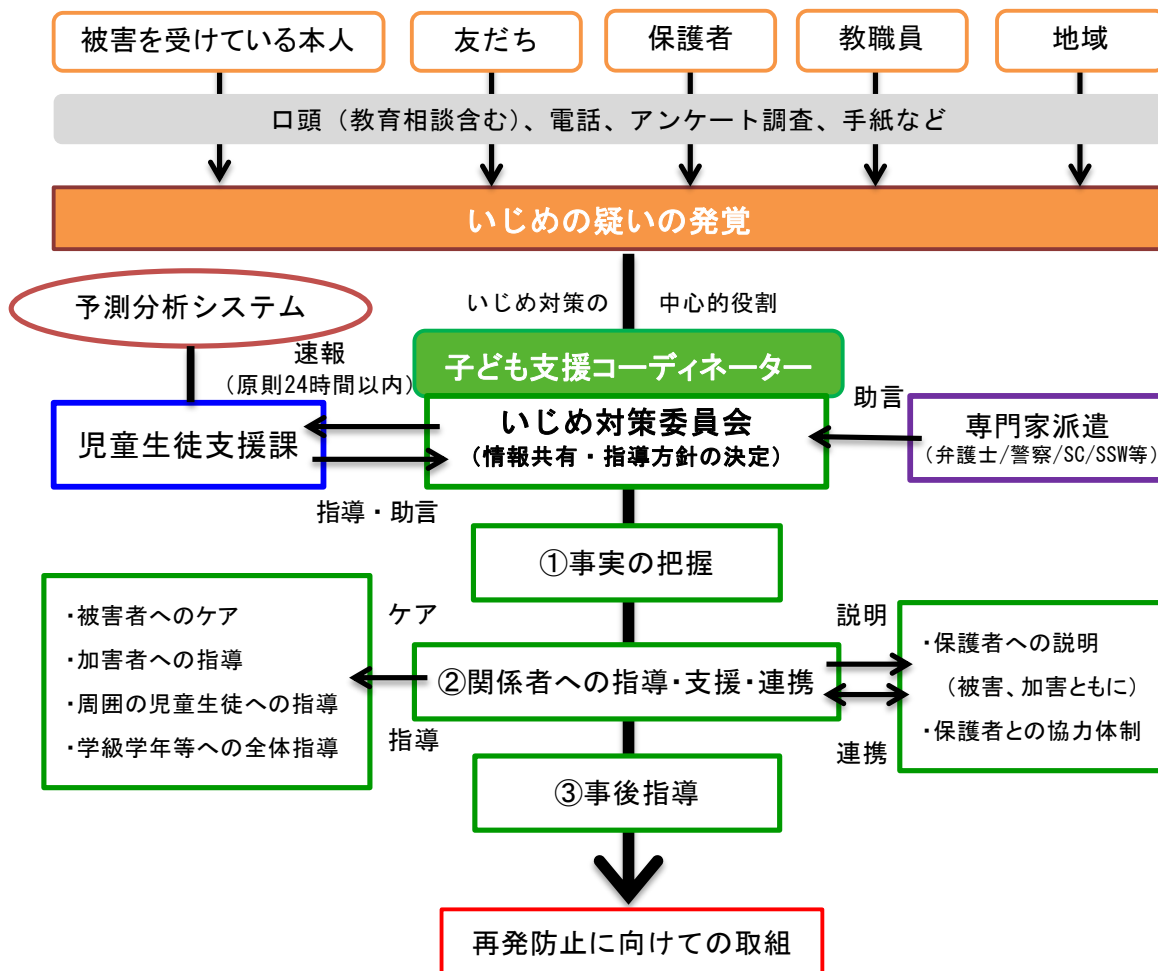 被害を受けている本人
友だち
保護者
教職員
地域
口頭（教育相談含む）、電話、アンケート調査、手紙など
いじめの疑いの発覚
予測分析システム
いじめ対策の 中心的役割
速報
（原則24時間以内）
子ども支援コーディネーター
いじめ対策委員会
（情報共有・指導方針の決定）
児童生徒支援課
助言
専門家派遣
（弁護士/警察/SC/SSW等）
指導・助言
①事実の把握
ケア
・被害者へのケア
・加害者への指導
・周囲の児童生徒への指導
・学級学年等への全体指導
指導
②関係者への指導・支援・連携
説明
・保護者への説明
（被害、加害ともに）
・保護者との協力体制
連携
③事後指導
再発防止に向けての取組